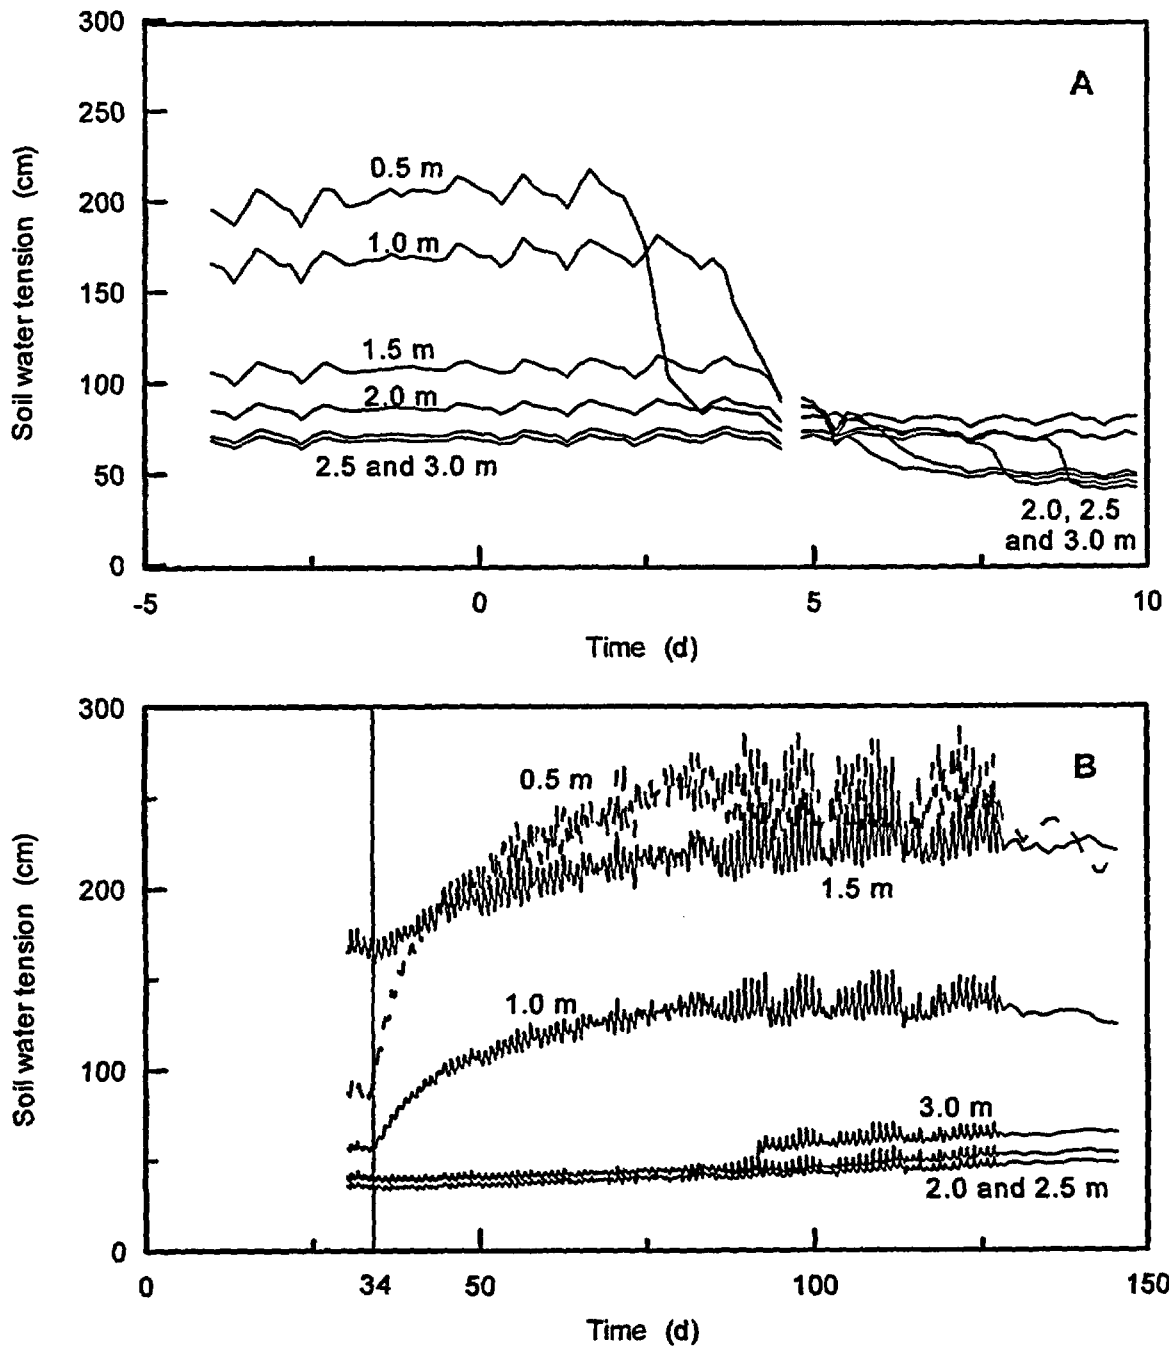 300
A
250
Soil water tension (cm)
0.5 m
200
1.0 m
150
1.5 m
100
2.0 m
2.5 and 3.0 m
50
2.0, 2.5
and 3.0 m
0
-5 0 5 10
Time (d)
300
B
0.5 m
Soil water tension (cm)
200
1.5 m
1.0 m
100
3.0 m
2.0 and 2.5 m
0
0 34 50 100 150
Time (d)